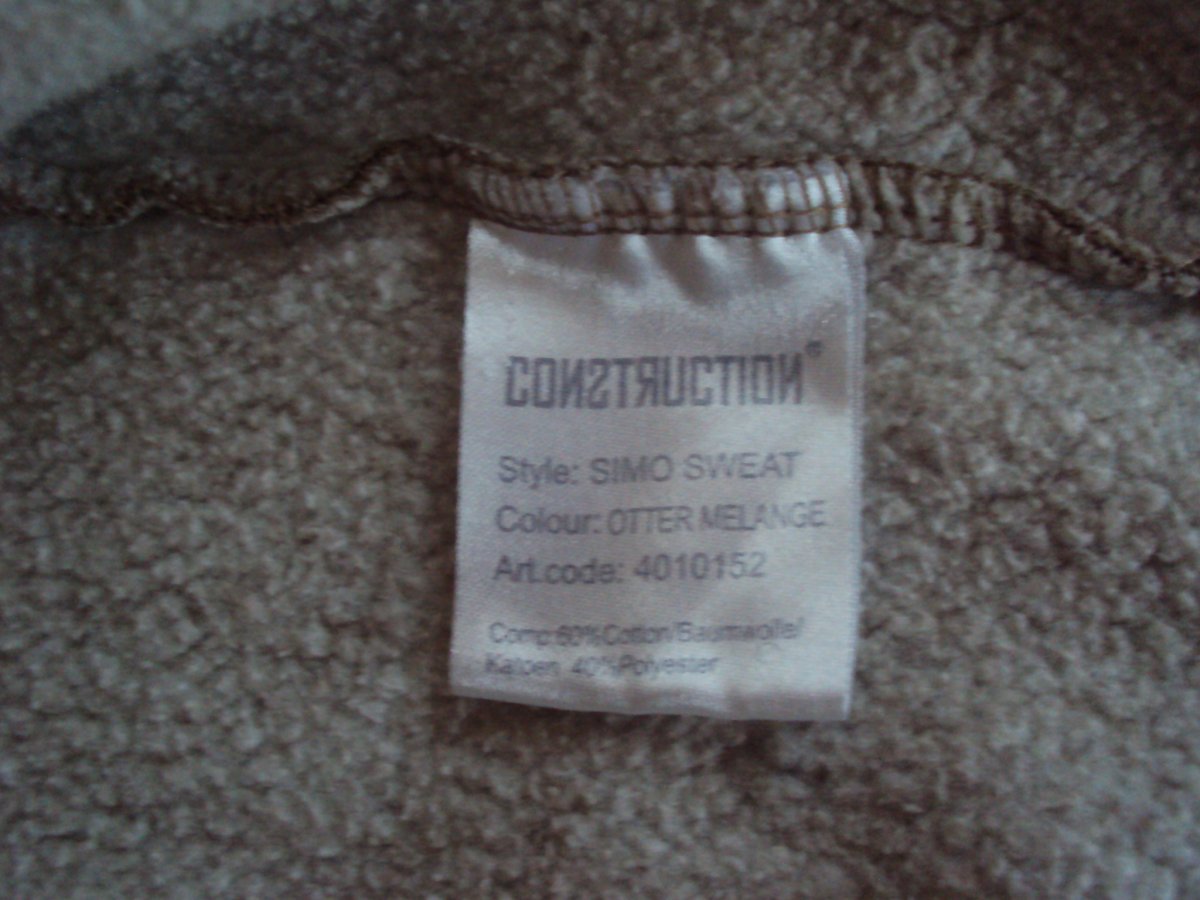 CONSTRUCTION®
Style: SIMO SWEAT
Colour: OTTER MELANGE
Art.code: 4010152
Comp:60%Cotton/Baumwolle/
Katoen 40%Polyester